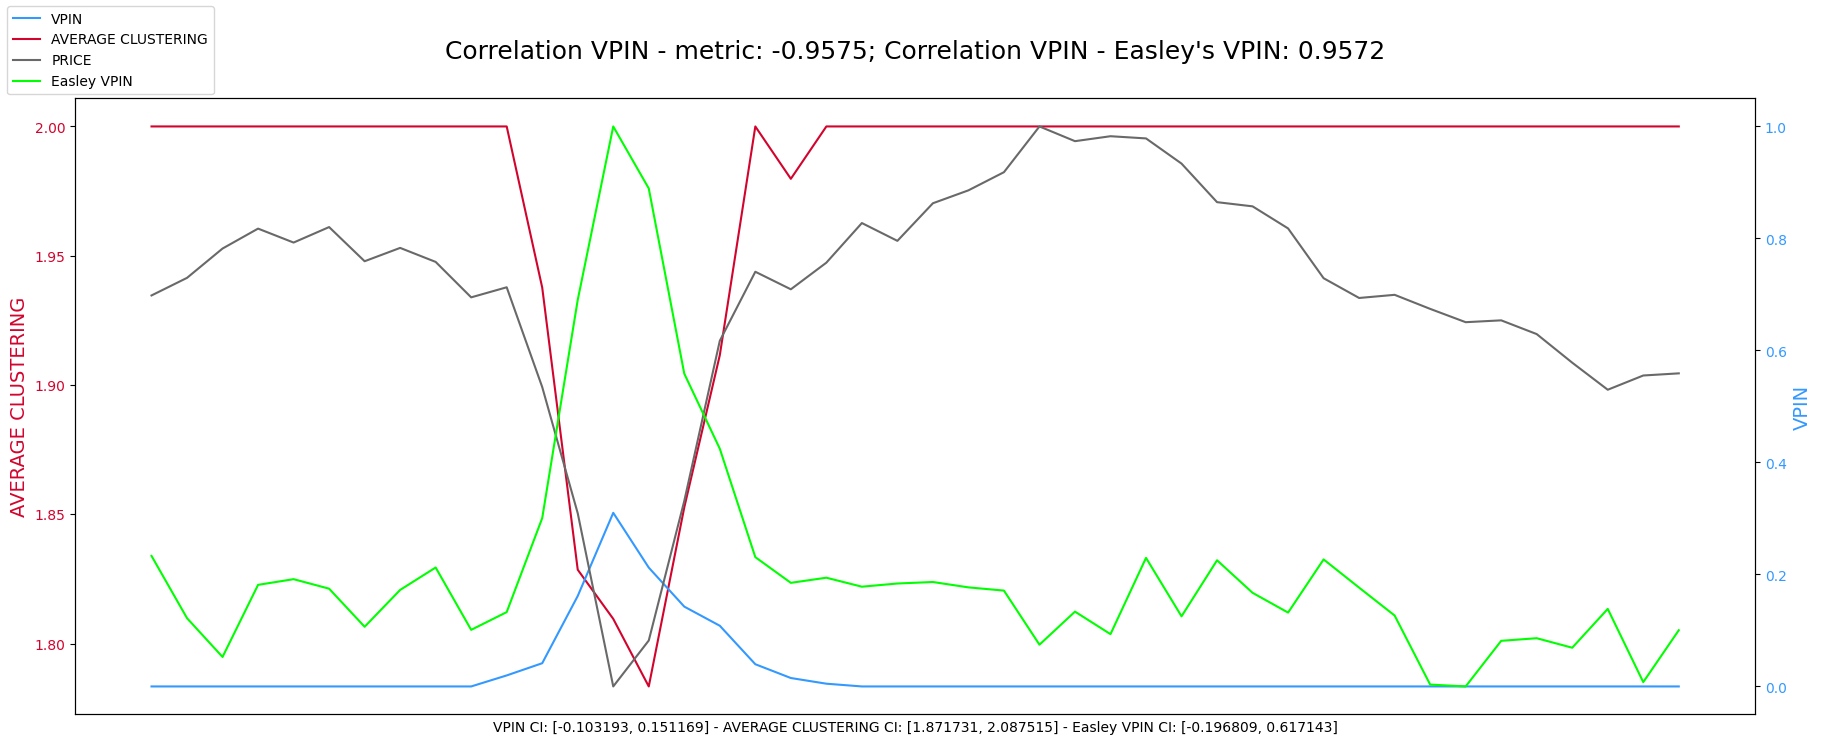 VPIN
AVERAGE CLUSTERING
PRICE
Easley VPIN
Correlation VPIN - metric: -0.9575; Correlation VPIN - Easley's VPIN: 0.9572
AVERAGE CLUSTERING
2.00
1.95
1.90
1.85
1.80
1.0
0.8
0.6
0.4
0.2
0.0
VPIN
VPIN CI: [-0.103193, 0.151169] - AVERAGE CLUSTERING CI: [1.871731, 2.087515] - Easley VPIN CI: [-0.196809, 0.617143]